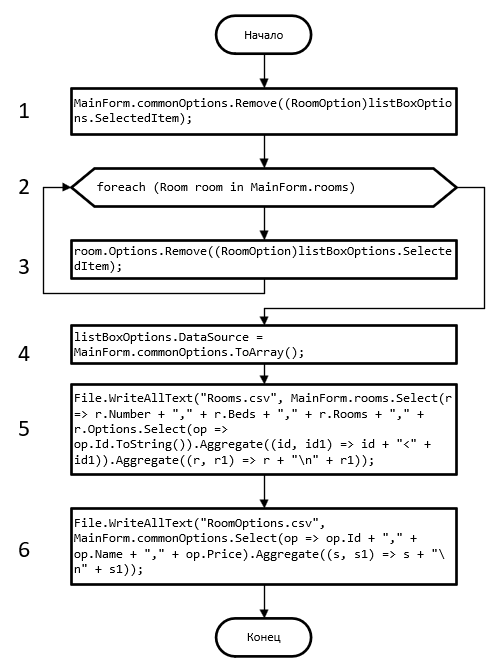 Начало
1
MainForm.commonOptions.Remove((RoomOption)listBoxOptio
ns.SelectedItem);
2
foreach (Room room in MainForm.rooms)
3
room.Options.Remove((RoomOption)listBoxOptions.Selecte
dItem);
4
listBoxOptions.DataSource =
MainForm.commonOptions.ToArray();
5
File.WriteAllText("Rooms.csv", MainForm.rooms.Select(r
=> r.Number + "," + r.Beds + "," + r.Rooms + "," +
r.Options.Select(op =>
op.Id.ToString()).Aggregate((id, id1) => id + "<" +
id1)).Aggregate((r, r1) => r + "\n" + r1));
6
File.WriteAllText("RoomOptions.csv",
MainForm.commonOptions.Select(op => op.Id + "," +
op.Name + "," + op.Price).Aggregate((s, s1) => s + "\
n" + s1));
Конец